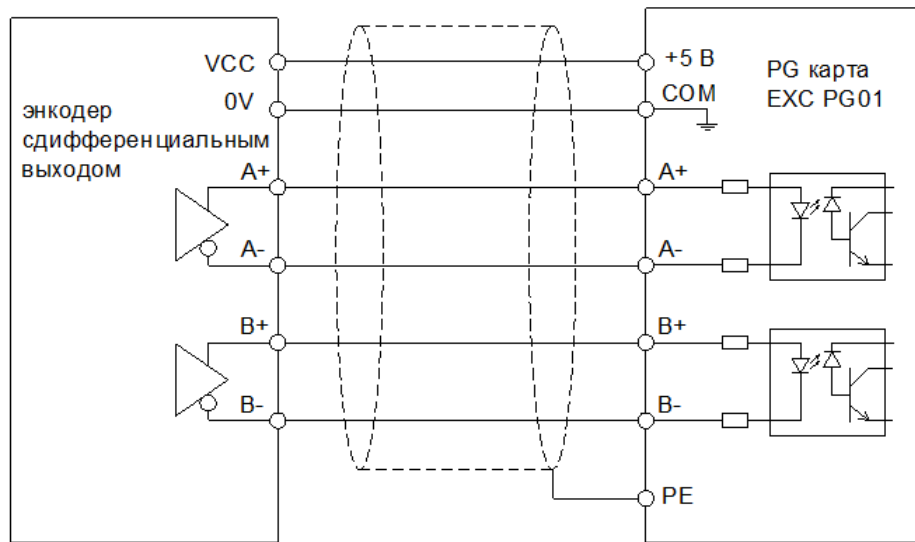 VCC
0V
энкодер
сдифференциальным
выходом
A+
A-
B+
B-
+5 В
COM
PG карта
EXC PG01
A+
A-
B+
B-
PE